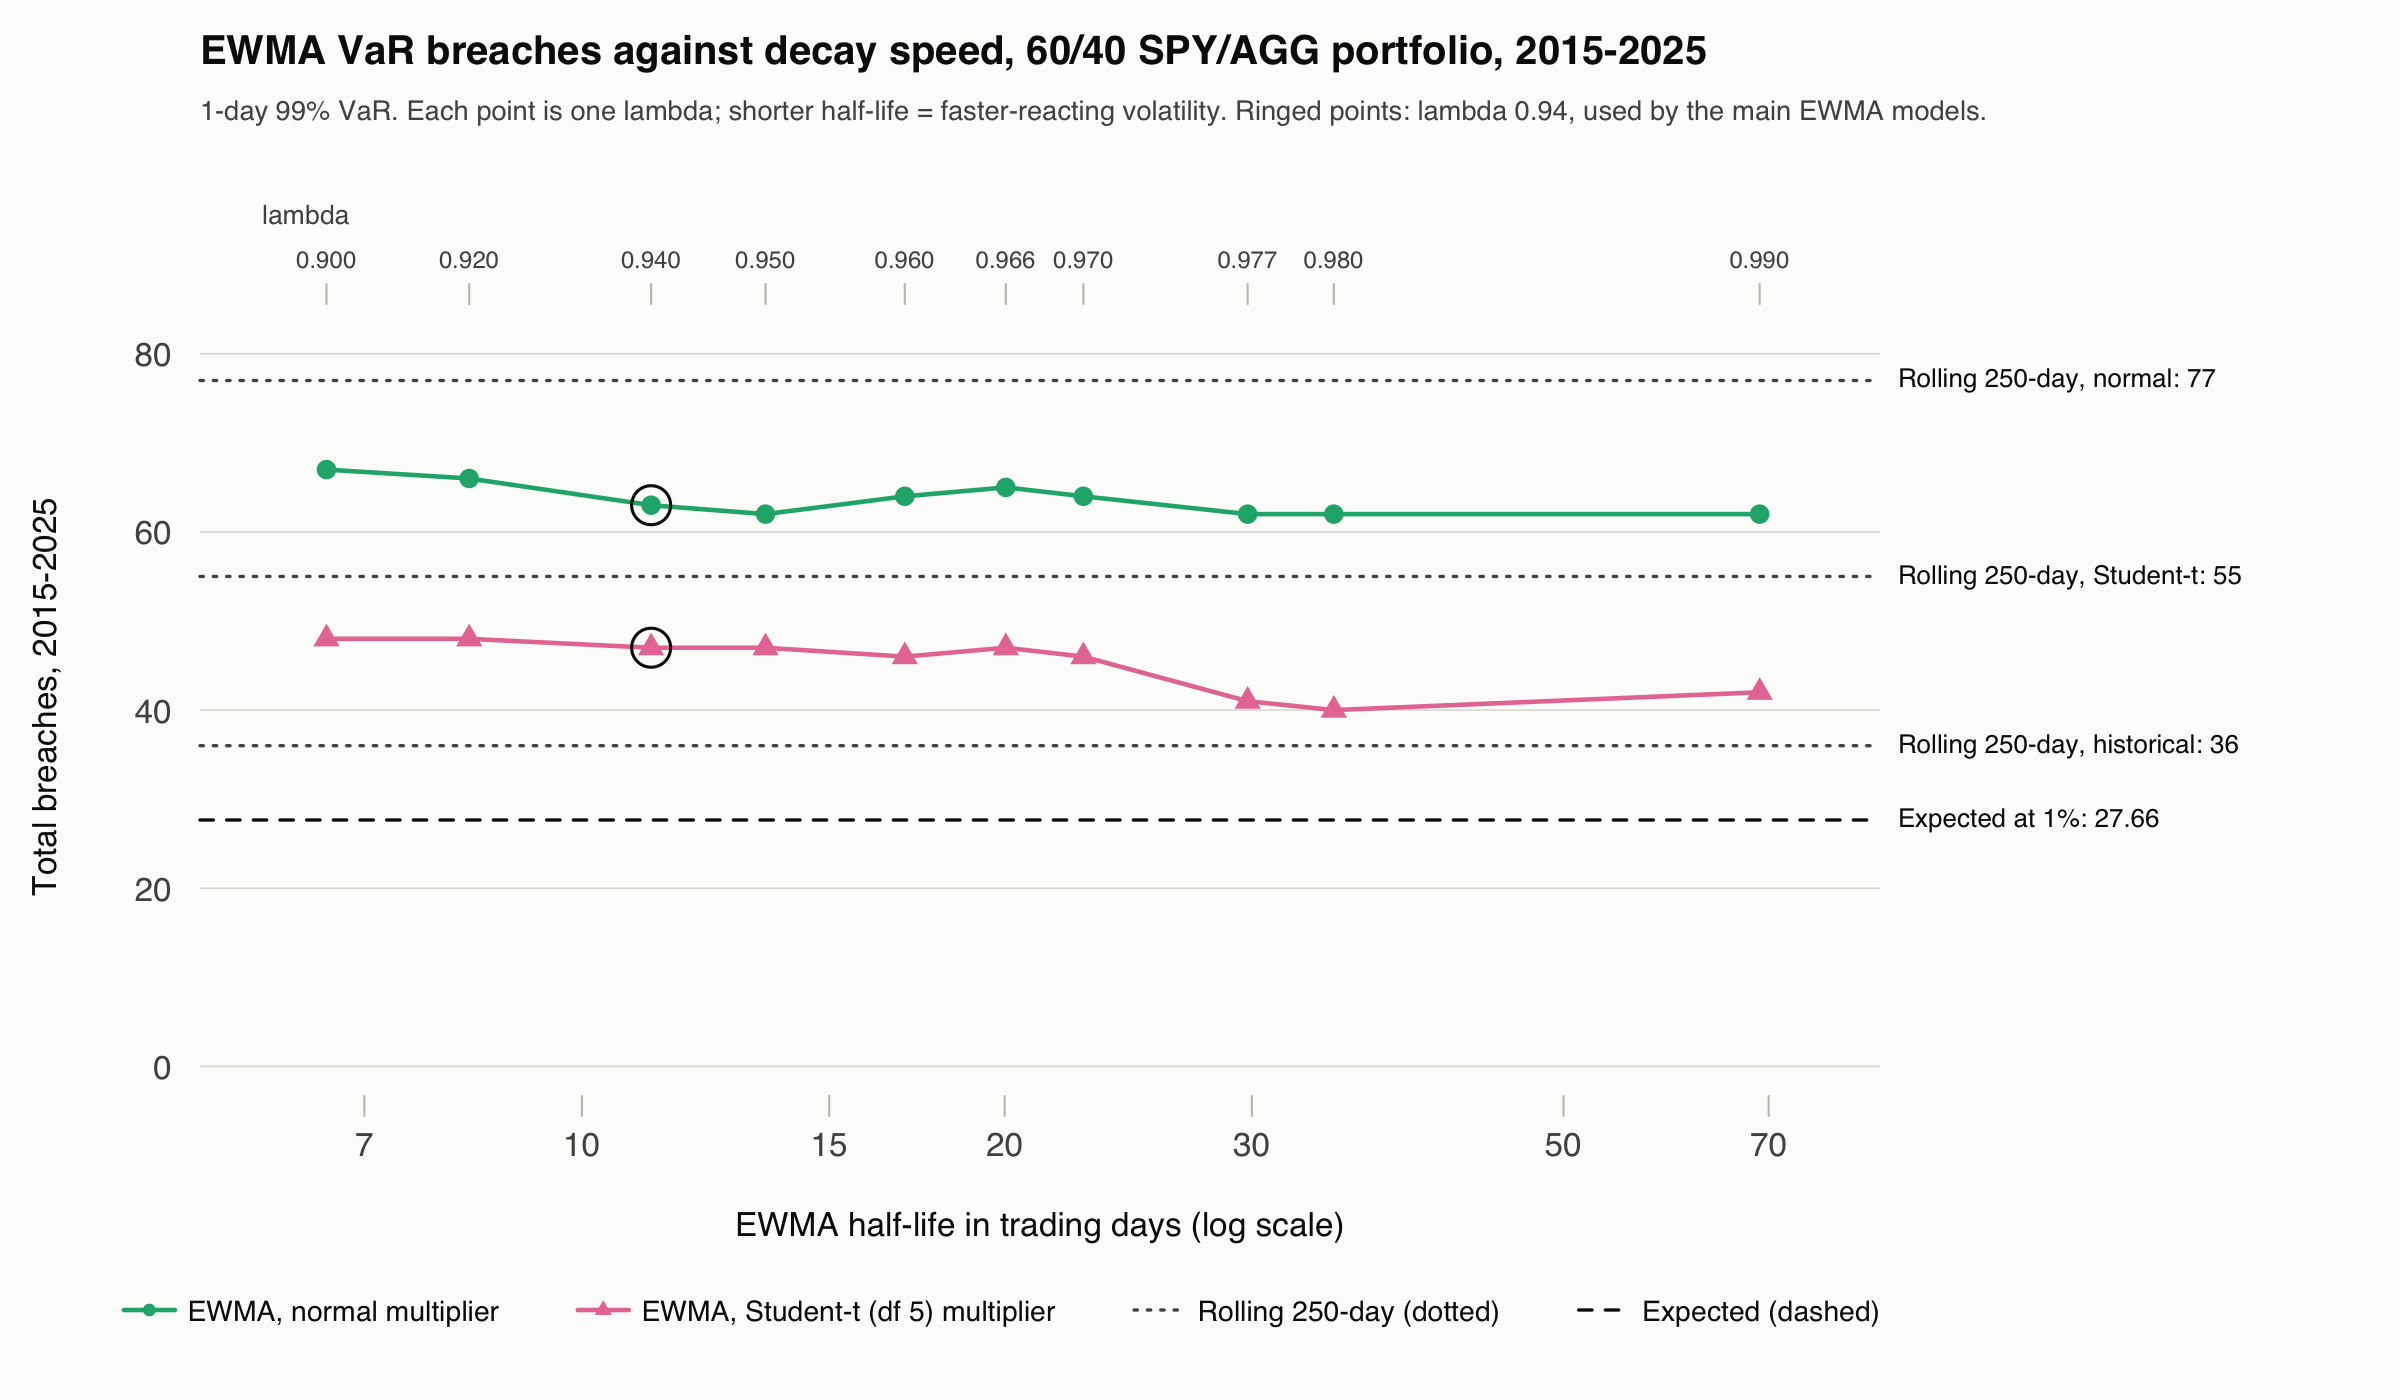 EWMA VaR breaches against decay speed, 60/40 SPY/AGG portfolio, 2015-2025
1-day 99% VaR. Each point is one lambda; shorter half-life = faster-reacting volatility. Ringed points: lambda 0.94, used by the main EWMA models.
lambda
0.900 0.920 0.940 0.950 0.960 0.966 0.970 0.977 0.980 0.990
80
Rolling 250-day, normal: 77
60
Rolling 250-day, Student-t: 55
40
Rolling 250-day, historical: 36
Expected at 1%: 27.66
20
0
Total breaches, 2015-2025
7 10 15 20 30 50 70
EWMA half-life in trading days (log scale)
EWMA, normal multiplier EWMA, Student-t (df 5) multiplier Rolling 250-day (dotted) Expected (dashed)